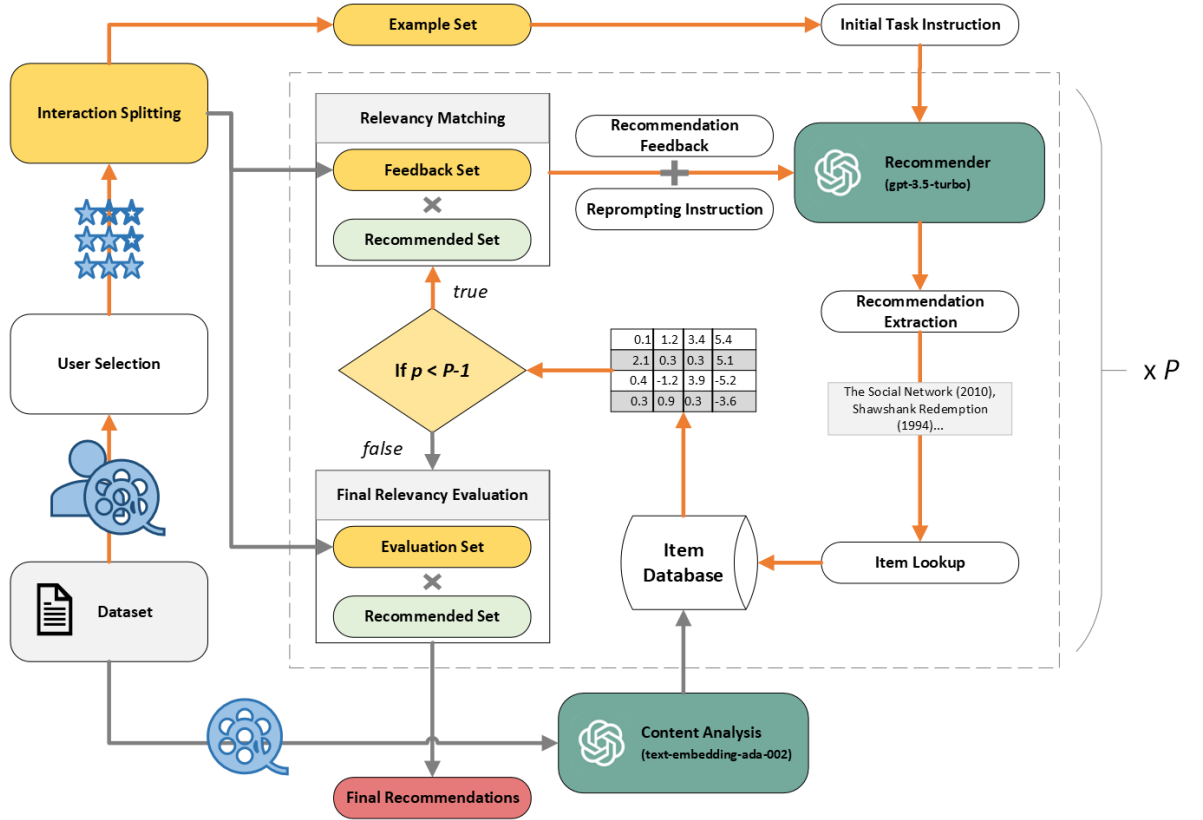 Example Set
Initial Task Instruction
Interaction Splitting
Relevancy Matching
Feedback Set
Recommended Set
Recommendation
Feedback
Reprompting Instruction
Recommender
(gpt-3.5-turbo)
true
Recommendation
Extraction
User Selection
If p < P-1
0.1 1.2 3.4 5.4
2.1 0.3 0.3 5.1
0.4 -1.2 3.9 -5.2
0.3 0.9 0.3 -3.6
The Social Network (2010),
Shawshank Redemption
(1994)...
x P
false
Final Relevancy Evaluation
Evaluation Set
Recommended Set
Item
Database
Item Lookup
Dataset
Content Analysis
(text-embedding-ada-002)
Final Recommendations